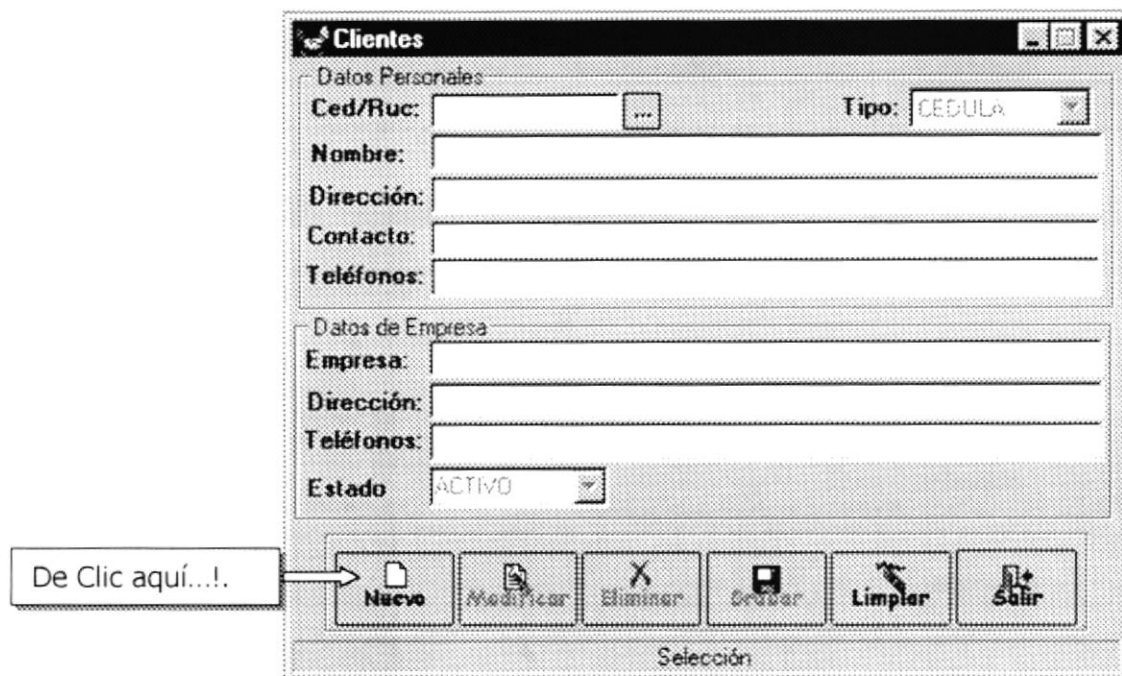 Clientes
Datos Personales
Ced/Ruc: ... Tipo: CEDULA
Nombre:
Dirección:
Contacto:
Teléfonos:
Datos de Empresa
Empresa:
Dirección:
Teléfonos:
Estado ACTIVO
De Clic aquí...!.
Nuevo Modificar Eliminar Grabar Limpiar Salir
Selección